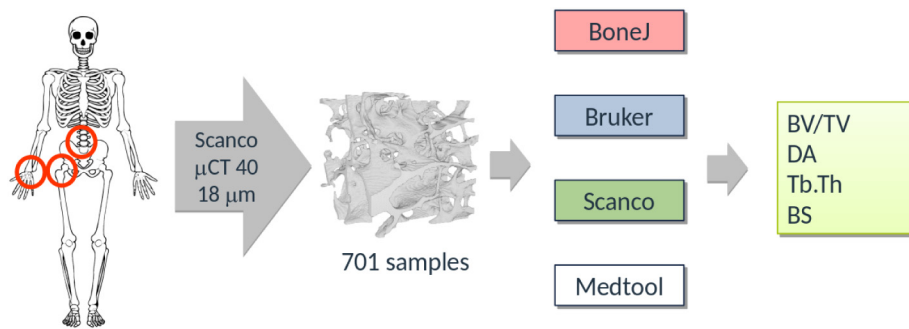 Scanco
μCT 40
18 μm
701 samples
BoneJ
Bruker
Scanco
Medtool
BV/TV
DA
Tb.Th
BS